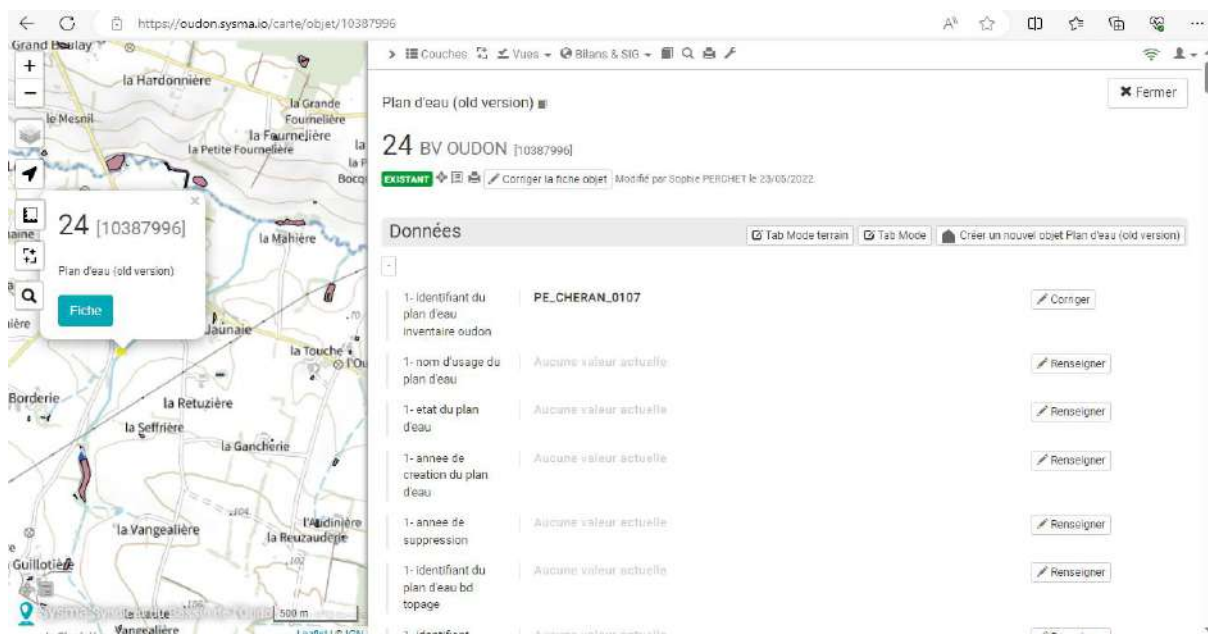 https://oudon.sysma.io/carte/objet/10387996
Grand Boulay
la Hardonnière
la Grande
Fournelière
le Mesnil
la Fournelière
la Petite Fournelière
la
Bocq
24 [10387996]
Plan d'eau (old version)
Fiche
la Mahière
Jaunaie
la Touche
Borderie
la Retuzière
la Seffrière
la Gancherie
la Vangealière
l'Audinière
la Reuzauderie
Guillotière
500 m
Vangealière
Couches
Vues
Bilans & SIG
Plan d'eau (old version)
Fermer
24 BV OUDON [10387996]
EXISTANT Corriger la fiche objet Modifié par Sophie PERCHET le 23/05/2022.
Données
Tab Mode terrain Tab Mode Créer un nouvel objet Plan d'eau (old version)
-
1- identifiant du
plan d'eau
inventaire oudon
PE_CHERAN_0107
Corriger
1- nom d'usage du
plan d'eau
Aucune valeur actuelle
Renseigner
1- etat du plan
d'eau
Aucune valeur actuelle
Renseigner
1- annee de
creation du plan
d'eau
Aucune valeur actuelle
Renseigner
1- annee de
suppression
Aucune valeur actuelle
Renseigner
1- identifiant du
plan d'eau bd
topage
Aucune valeur actuelle
Renseigner